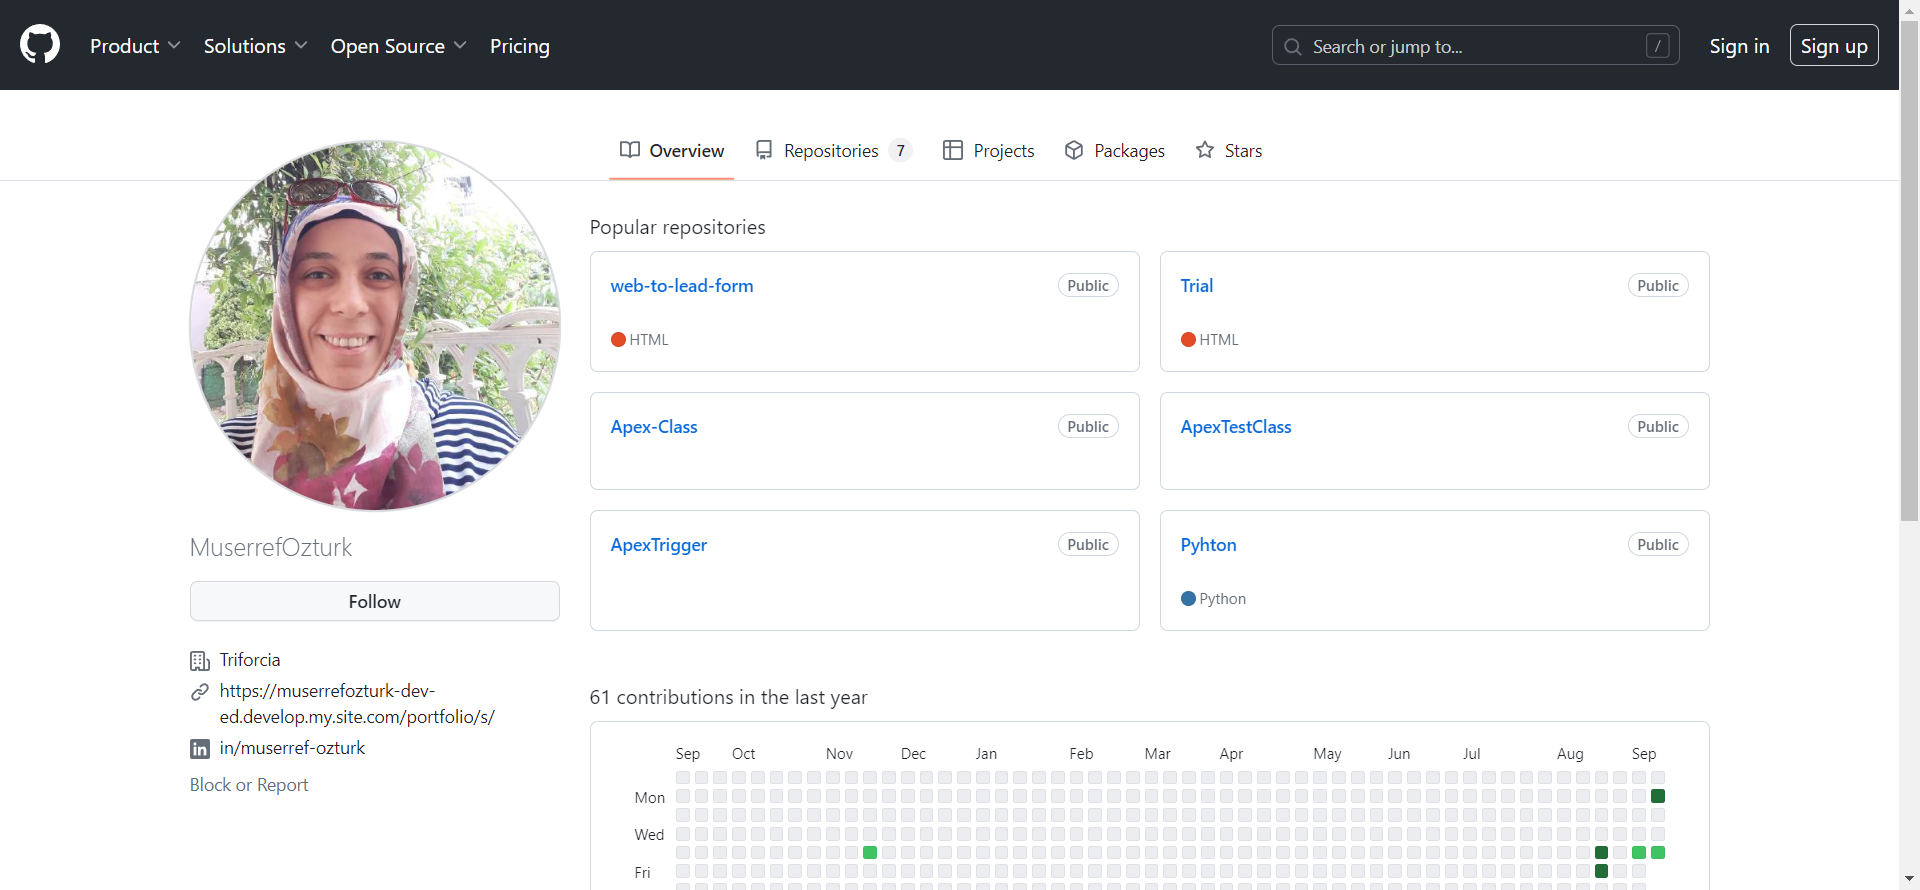 Product Solutions Open Source Pricing Search or jump to... / Sign in Sign up
Overview Repositories 7 Projects Packages Stars
Popular repositories
web-to-lead-form Public
HTML
Trial Public
HTML
Apex-Class Public
ApexTestClass Public
ApexTrigger Public
Pyhton Public
Python
MuserrefOzturk
Follow
Triforcia
https://muserrefozturk-dev-
ed.develop.my.site.com/portfolio/s/
in/muserref-ozturk
Block or Report
61 contributions in the last year
Sep Oct Nov Dec Jan Feb Mar Apr May Jun Jul Aug Sep
Mon
Wed
Fri